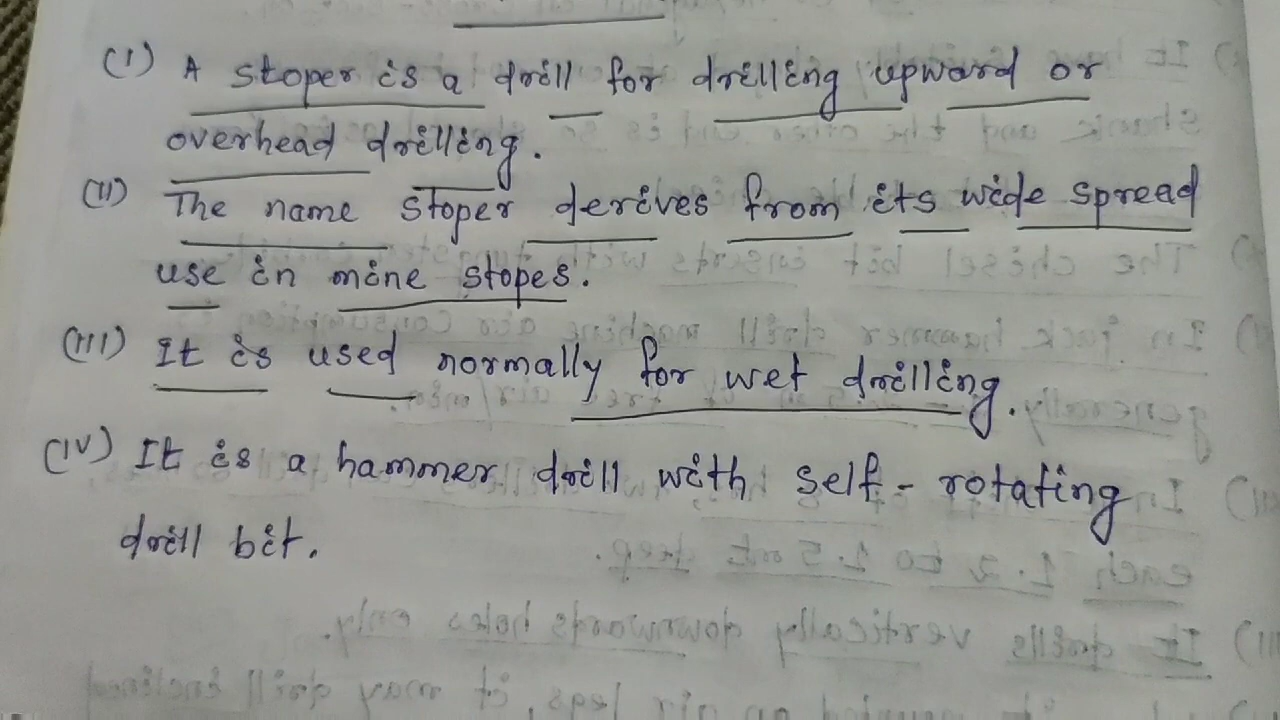 (I) A stoper is a drill for drilling upward or
overhead drilling.
(II) The name stoper derives from its wide spread
use in mine stopes.
(III) It is used normally for wet drilling.
(IV) It is a hammer drill with self-rotating
drill bit.